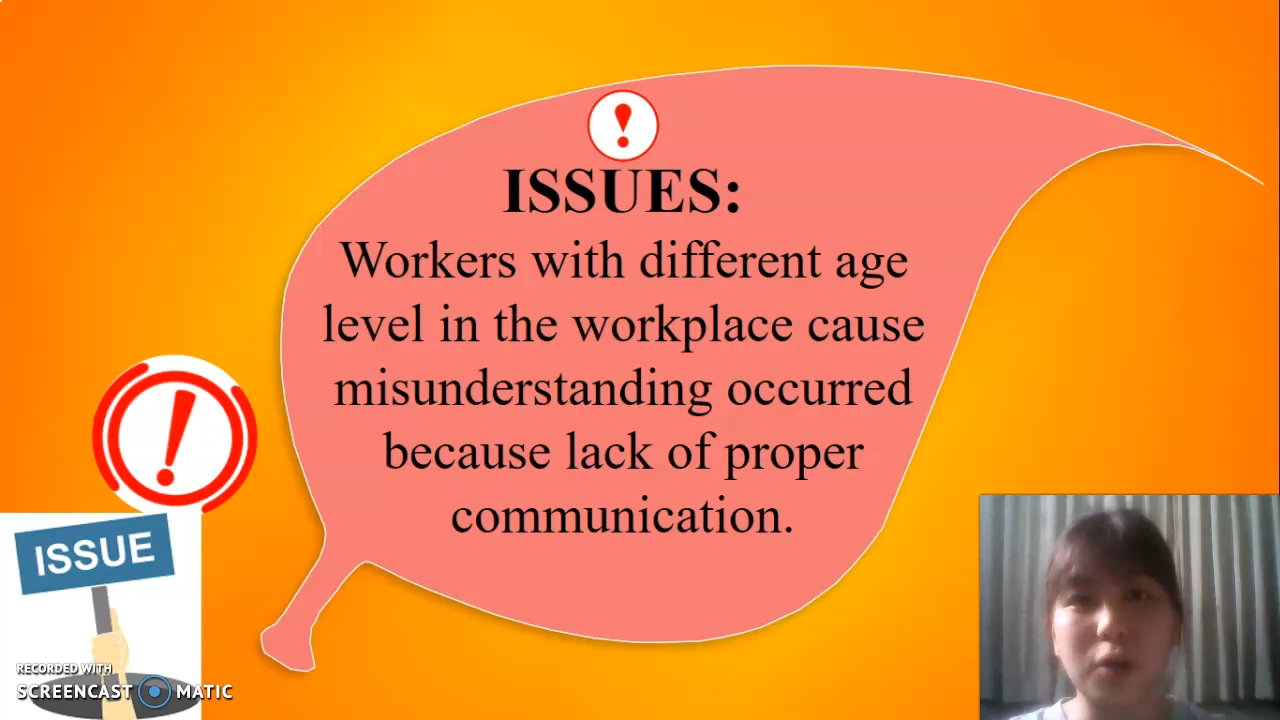 ISSUES:
Workers with different age
level in the workplace cause
misunderstanding occurred
because lack of proper
communication.
ISSUE
RECORDED WITH
SCREENCAST MATIC